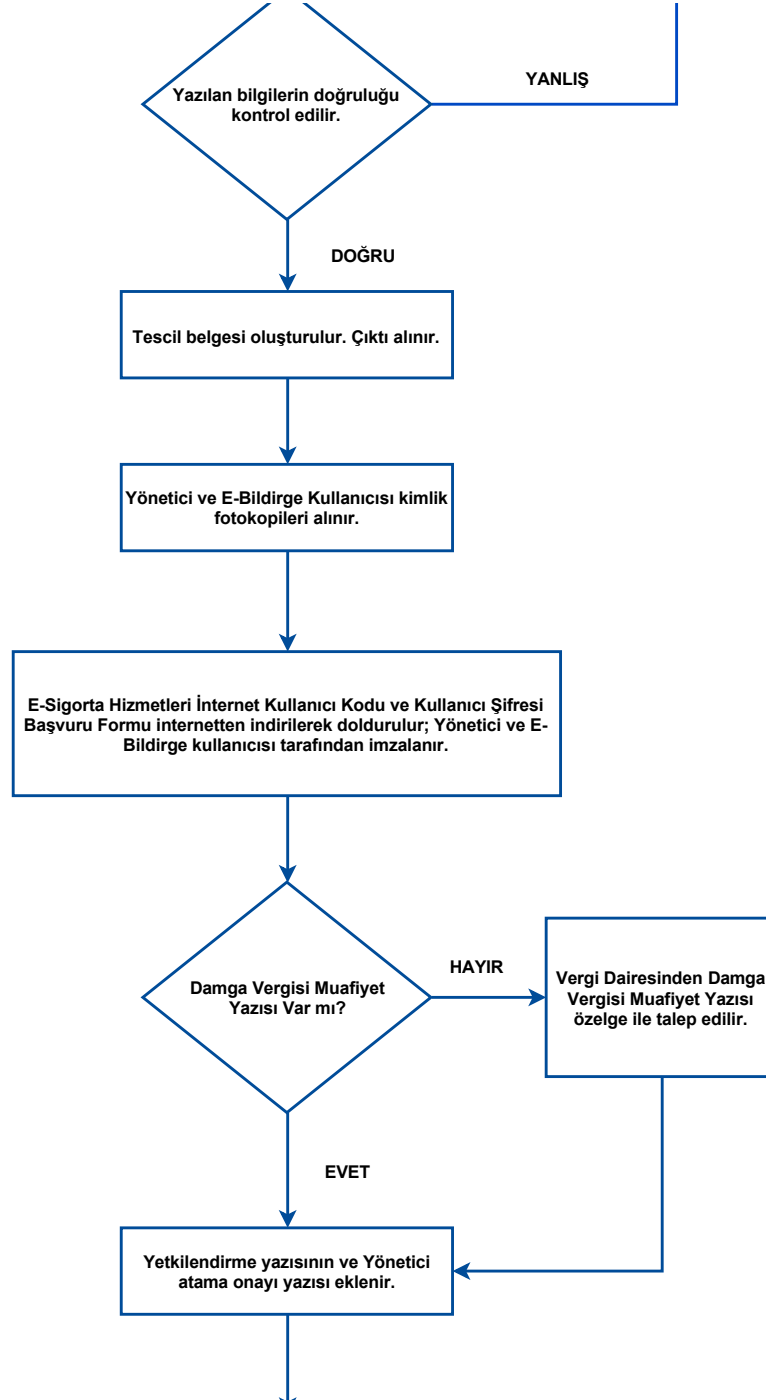 Yazılan bilgilerin doğruluğu
kontrol edilir.
YANLIŞ
DOĞRU
Tescil belgesi oluşturulur. Çıktı alınır.
Yönetici ve E-Bildirge Kullanıcısı kimlik
fotokopileri alınır.
E-Sigorta Hizmetleri İnternet Kullanıcı Kodu ve Kullanıcı Şifresi
Başvuru Formu internetten indirilerek doldurulur; Yönetici ve E-
Bildirge kullanıcısı tarafından imzalanır.
Damga Vergisi Muafiyet
Yazısı Var mı?
HAYIR
Vergi Dairesinden Damga
Vergisi Muafiyet Yazısı
özelge ile talep edilir.
EVET
Yetkilendirme yazısının ve Yönetici
atama onayı yazısı eklenir.